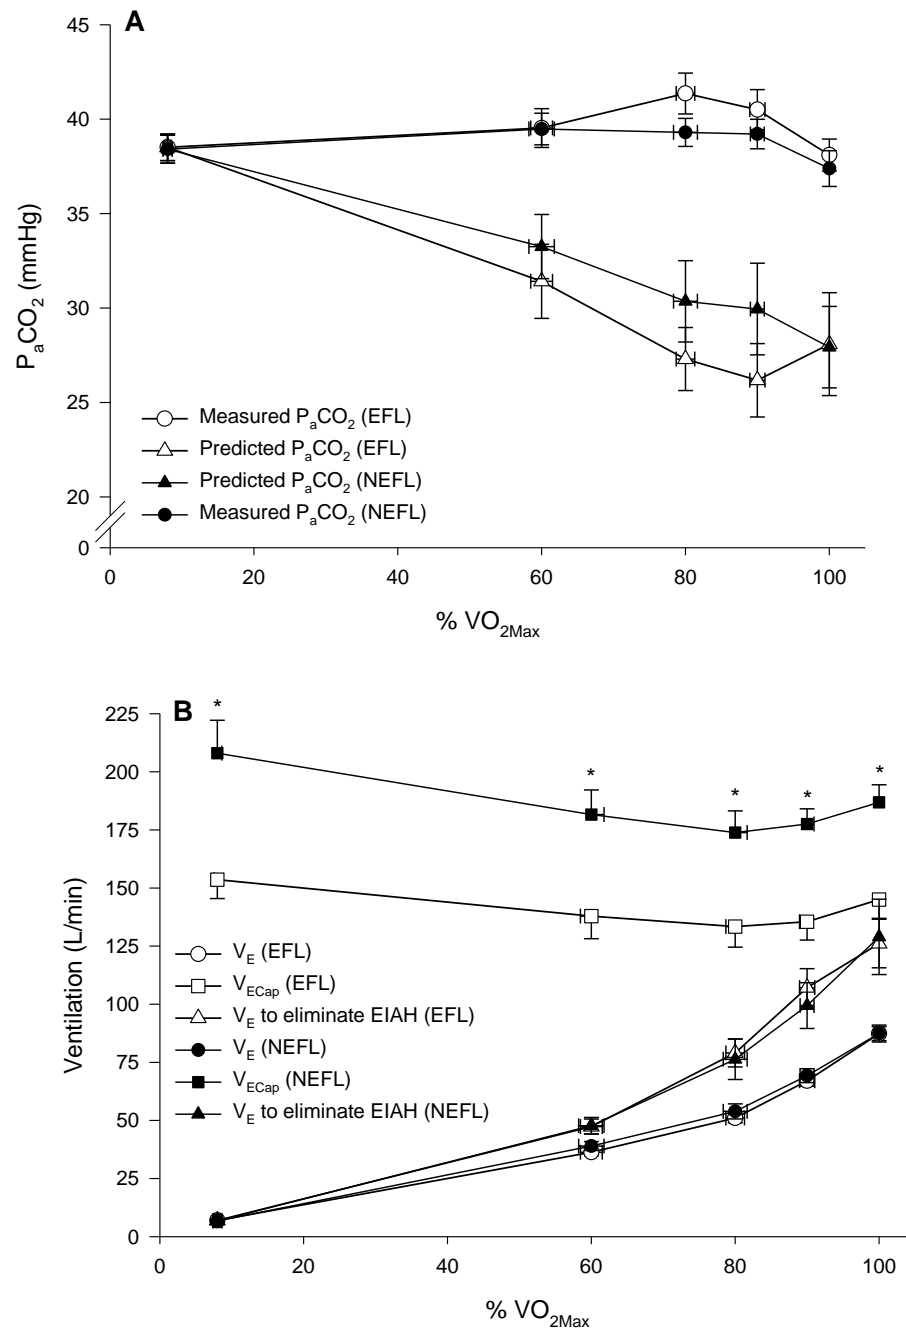 A
45
40
35
30
25
20
0
PaCO2 (mmHg)
Measured PaCO2 (EFL)
Predicted PaCO2 (EFL)
Predicted PaCO2 (NEFL)
Measured PaCO2 (NEFL)
0 20 40 60 80 100
% VO2Max
B
225
200
175
150
125
100
75
50
25
0
Ventilation (L/min)
* * * * *
VE (EFL)
VECap (EFL)
VE to eliminate EIAH (EFL)
VE (NEFL)
VECap (NEFL)
VE to eliminate EIAH (NEFL)
0 20 40 60 80 100
% VO2Max